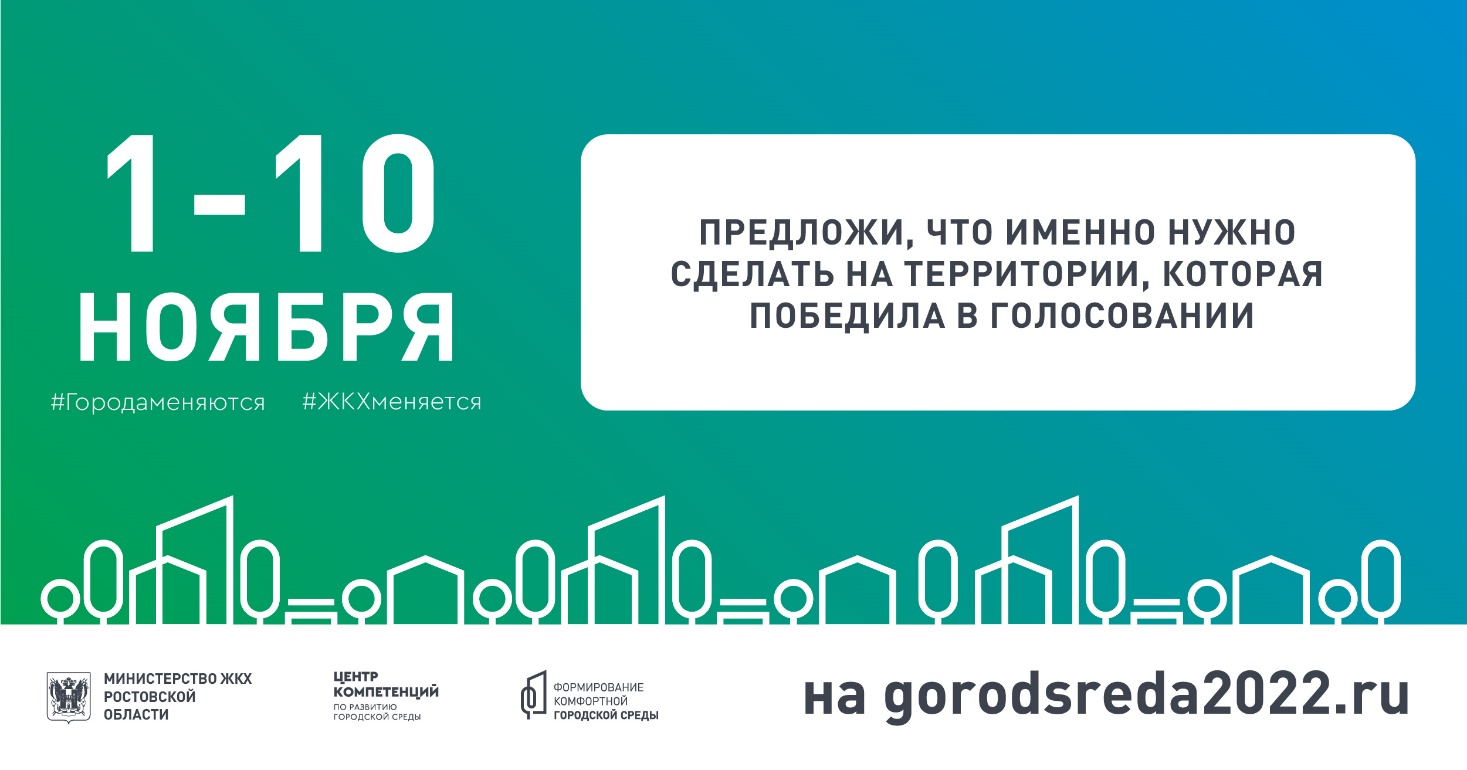 1-10
НОЯБРЯ
#Городаменяются #ЖКХменяется
ПРЕДЛОЖИ, ЧТО ИМЕННО НУЖНО
СДЕЛАТЬ НА ТЕРРИТОРИИ, КОТОРАЯ
ПОБЕДИЛА В ГОЛОСОВАНИИ
МИНИСТЕРСТВО ЖКХ
РОСТОВСКОЙ
ОБЛАСТИ
ЦЕНТР
КОМПЕТЕНЦИЙ
ПО РАЗВИТИЮ
ГОРОДСКОЙ СРЕДЫ
ФОРМИРОВАНИЕ
КОМФОРТНОЙ
ГОРОДСКОЙ СРЕДЫ
на gorodsreda2022.ru